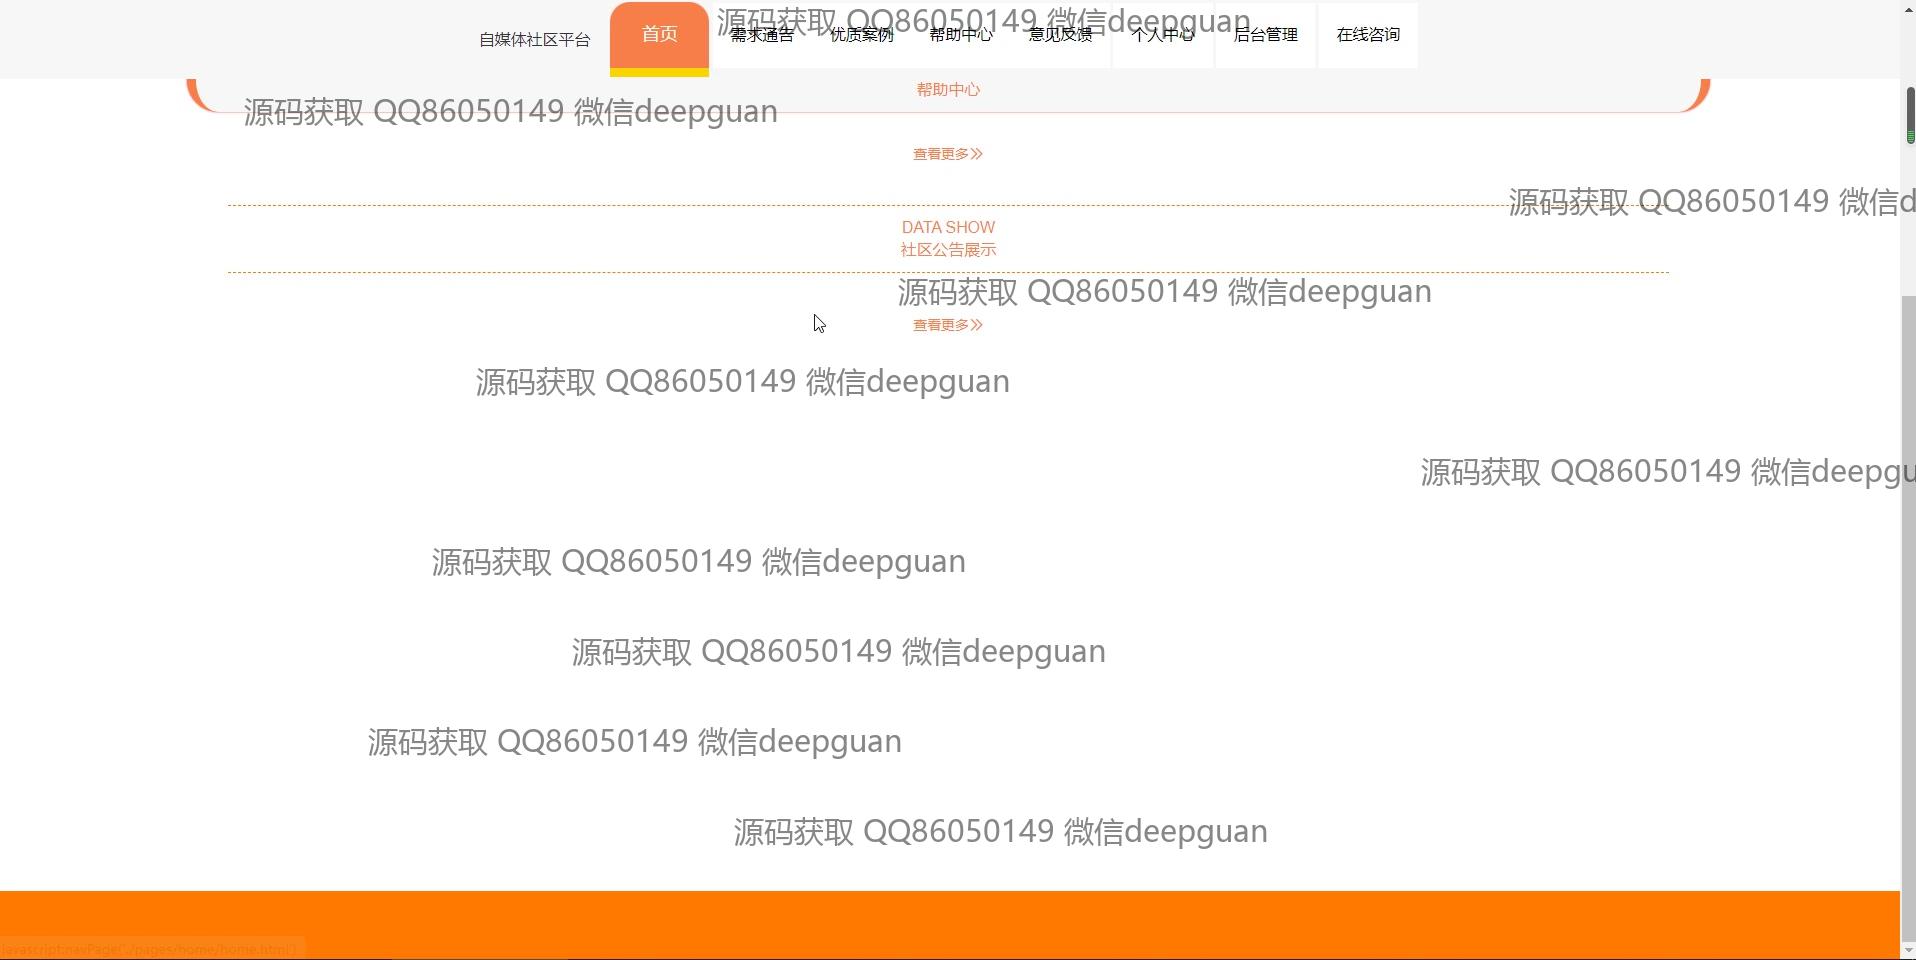 自媒体社区平台 首页 需求通告 优质案例 帮助中心 意见反馈 个人中心 后台管理 在线咨询
源码获取 QQ86050149 微信deepguan
帮助中心
源码获取 QQ86050149 微信deepguan
查看更多
源码获取 QQ86050149 微信d
DATA SHOW
社区公告展示
源码获取 QQ86050149 微信deepguan
查看更多
源码获取 QQ86050149 微信deepguan
源码获取 QQ86050149 微信deepgu
源码获取 QQ86050149 微信deepguan
源码获取 QQ86050149 微信deepguan
源码获取 QQ86050149 微信deepguan
源码获取 QQ86050149 微信deepguan
javascript:navPage('./pages/home/home.html')